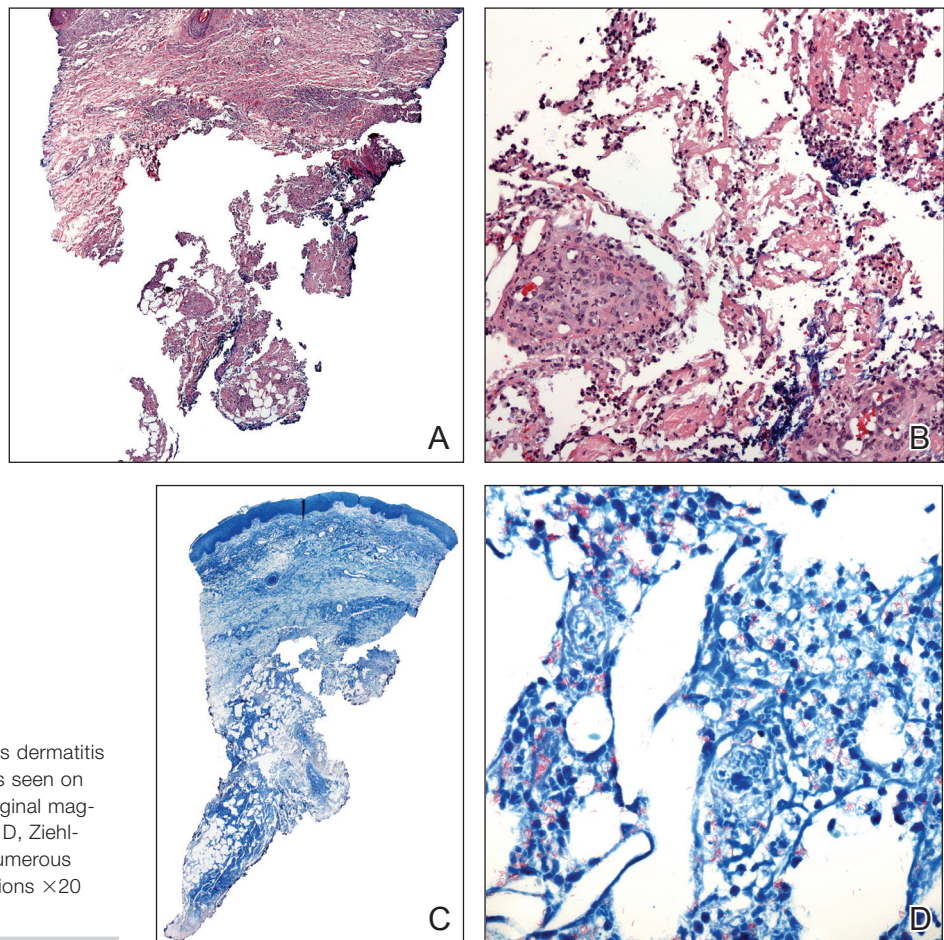 A
B
C
D
s dermatitis
s seen on
ginal mag-
D, Ziehl-
umerous
ions ×20